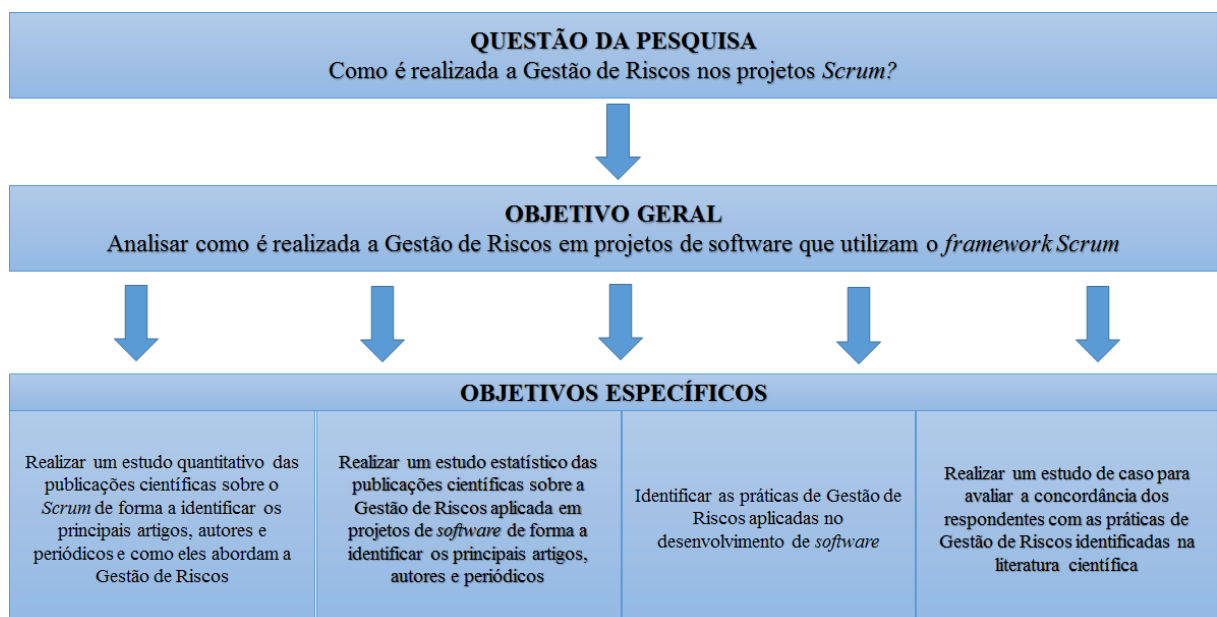 QUESTÃO DA PESQUISA
Como é realizada a Gestão de Riscos nos projetos Scrum?
OBJETIVO GERAL
Analisar como é realizada a Gestão de Riscos em projetos de software que utilizam o framework Scrum
OBJETIVOS ESPECÍFICOS
Realizar um estudo quantitativo das
publicações científicas sobre o
Scrum de forma a identificar os
principais artigos, autores e
periódicos e como eles abordam a
Gestão de Riscos
Realizar um estudo estatístico das
publicações científicas sobre a
Gestão de Riscos aplicada em
projetos de software de forma a
identificar os principais artigos,
autores e periódicos
Identificar as práticas de Gestão de
Riscos aplicadas no
desenvolvimento de software
Realizar um estudo de caso para
avaliar a concordância dos
respondentes com as práticas de
Gestão de Riscos identificadas na
literatura científica